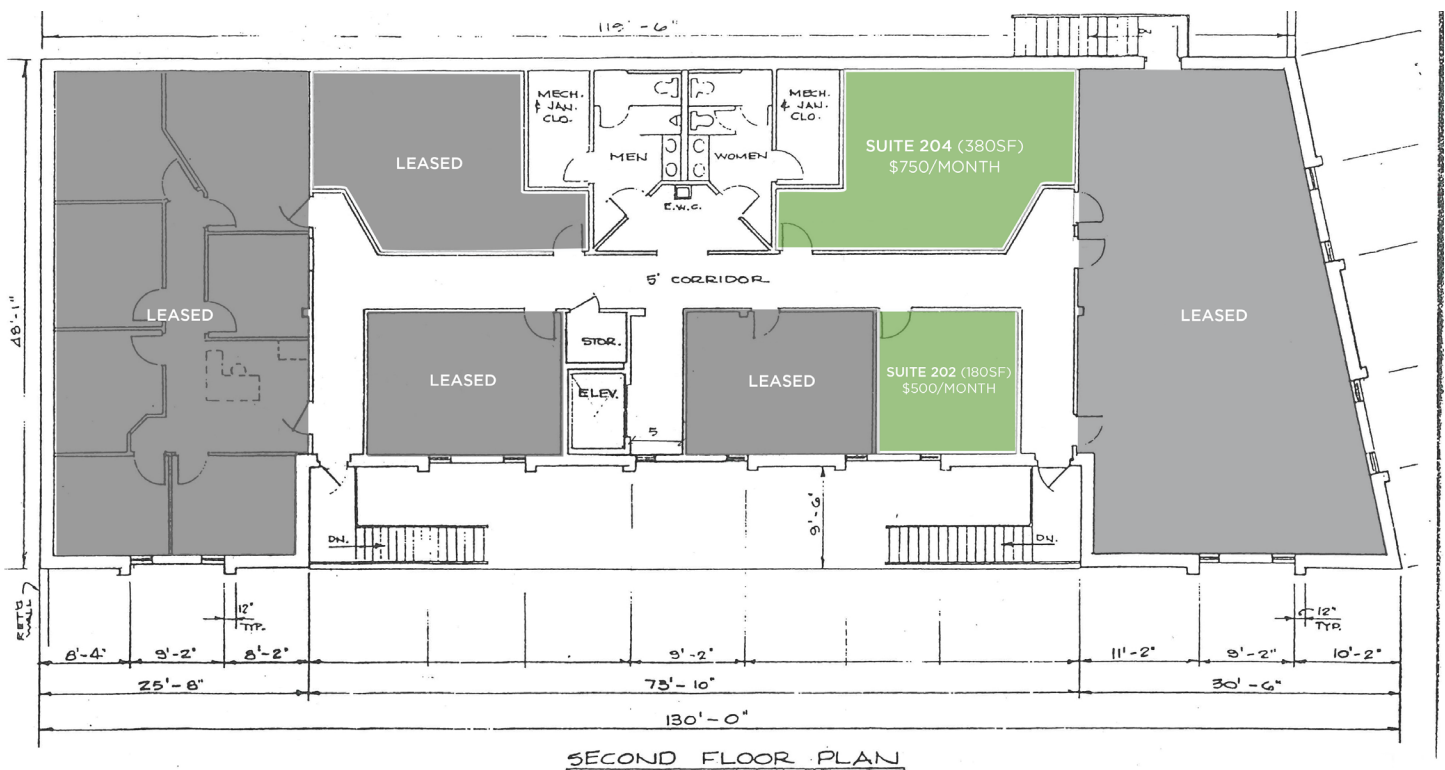 119'-6"
MECH.
& JAN.
CLO.
MEN
WOMEN
MECH.
& JAN.
CLO.
SUITE 204 (380SF)
$750/MONTH
LEASED
E.W.C.
5' CORRIDOR
48'-1"
LEASED
LEASED
STOR.
ELEV.
LEASED
LEASED
SUITE 202 (180SF)
$500/MONTH
5
9'-6"
DN.
DN.
RET'G
WALL
12"
TYP.
12"
TYP.
8'-4"
9'-2"
8'-2"
9'-2"
11'-2"
9'-2"
10'-2"
25'-8"
73'-10"
30'-6"
130'-0"
SECOND FLOOR PLAN